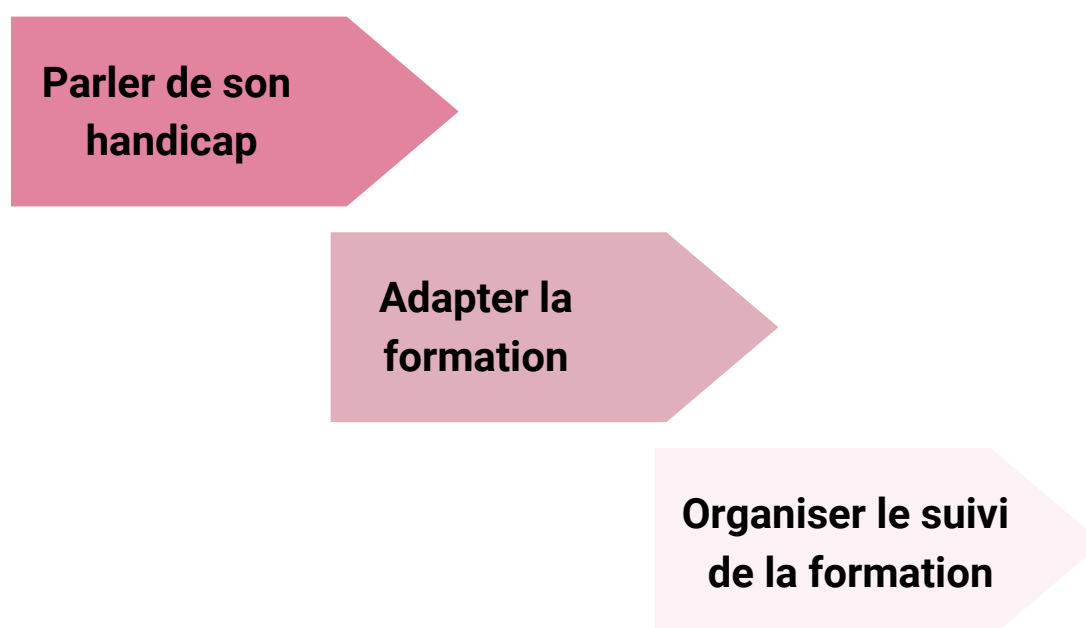 Parler de son
handicap
Adapter la
formation
Organiser le suivi
de la formation